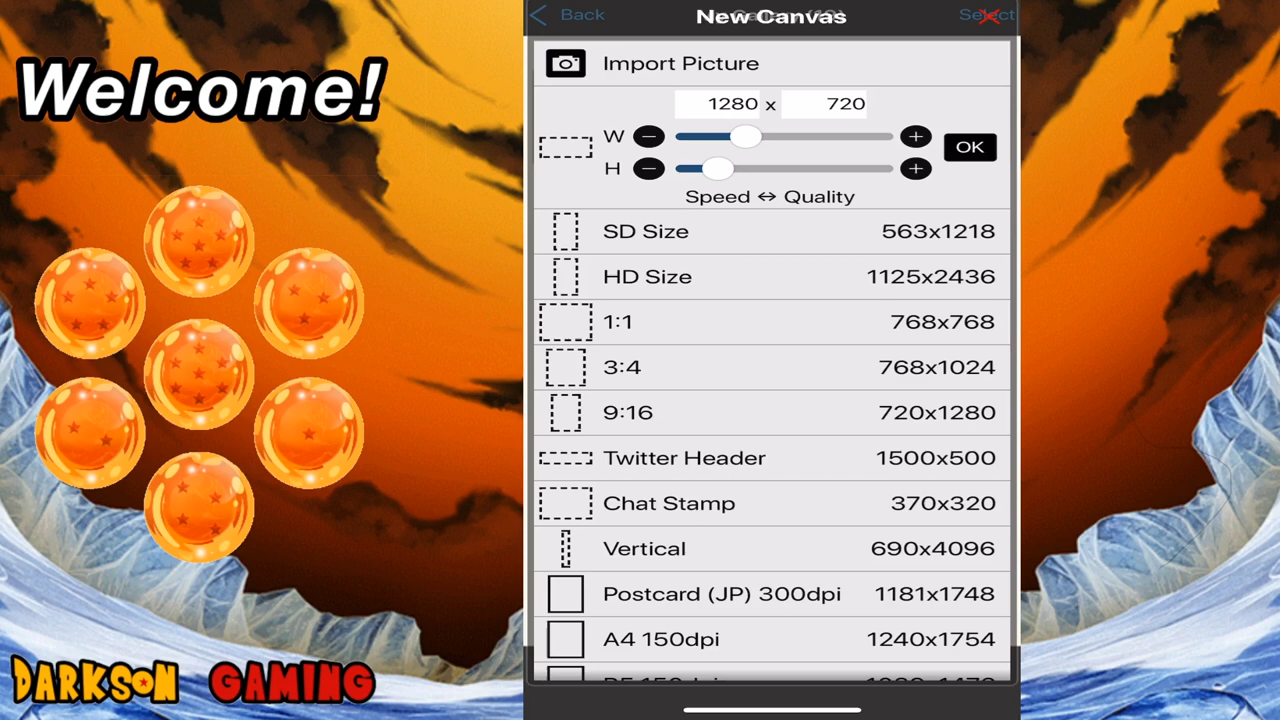 Welcome!
DARKSON GAMING
Back
New Canvas
Select
Import Picture
1280 x 720
W
OK
H
Speed ↔ Quality
SD Size 563x1218
HD Size 1125x2436
1:1 768x768
3:4 768x1024
9:16 720x1280
Twitter Header 1500x500
Chat Stamp 370x320
Vertical 690x4096
Postcard (JP) 300dpi 1181x1748
A4 150dpi 1240x1754